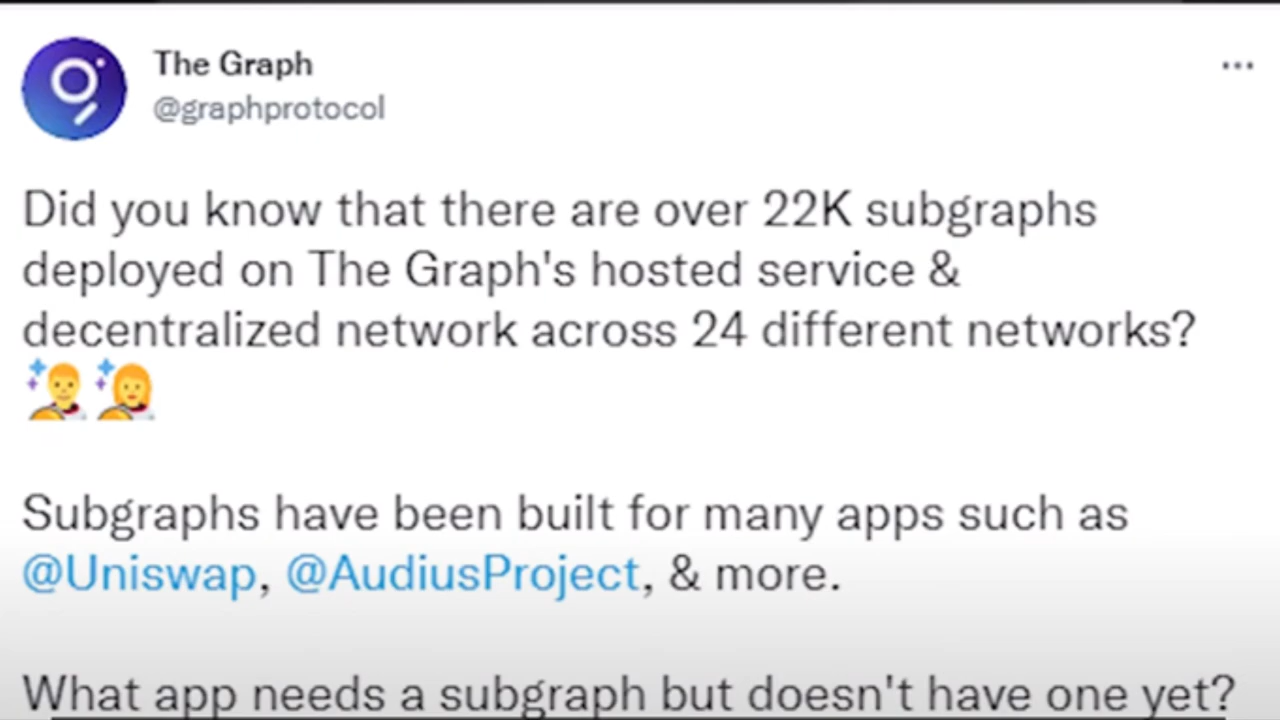 The Graph
@graphprotocol
Did you know that there are over 22K subgraphs
deployed on The Graph's hosted service &
decentralized network across 24 different networks?
Subgraphs have been built for many apps such as
@Uniswap, @AudiusProject, & more.
What app needs a subgraph but doesn't have one yet?